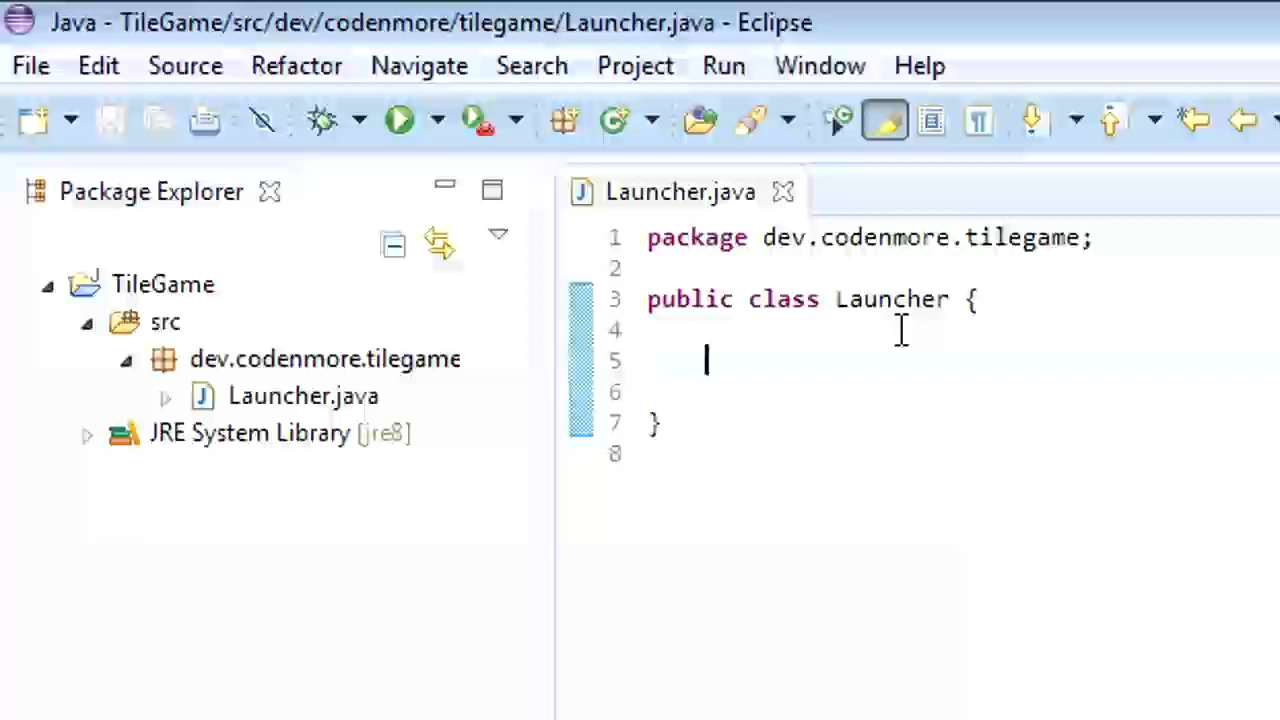 Java - TileGame/src/dev/codenmore/tilegame/Launcher.java - Eclipse
File Edit Source Refactor Navigate Search Project Run Window Help
Package Explorer
Launcher.java
TileGame
src
dev.codenmore.tilegame
Launcher.java
JRE System Library [jre8]
1 package dev.codenmore.tilegame;
2
3 public class Launcher {
4
5
6
7 }
8